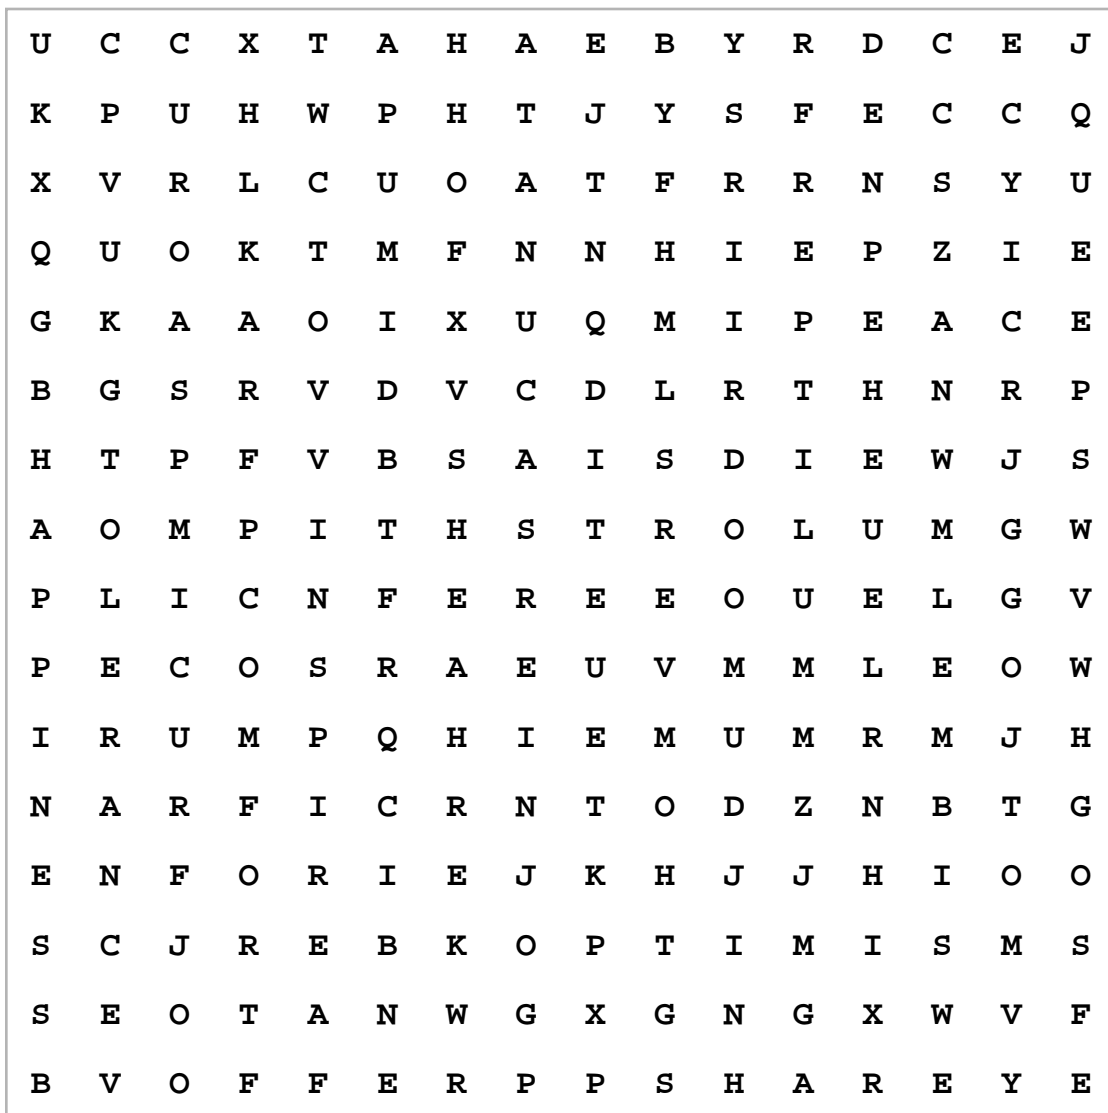 U C C X T A H A E B Y R D C E J
K P U H W P H T J Y S F E C C Q
X V R L C U O A T F R R N S Y U
Q U O K T M F N N H I E P Z I E
G K A A O I X U Q M I P E A C E
B G S R V D V C D L R T H N R P
H T P F V B S A I S D I E W J S
A O M P I T H S T R O L U M G W
P L I C N F E R E E O U E L G V
P E C O S R A E U V M M L E O W
I R U M P Q H I E M U M R M J H
N A R F I C R N T O D Z N B T G
E N F O R I E J K H J J H I O O
S C J R E B K O P T I M I S M S
S E O T A N W G X G N G X W V F
B V O F F E R P P S H A R E Y E